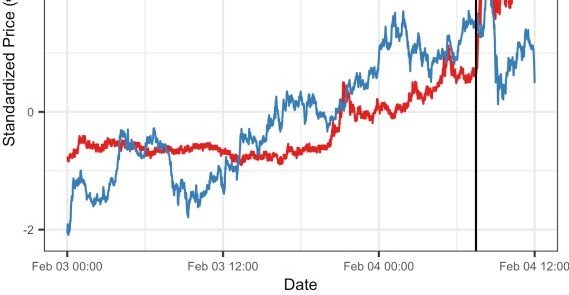 Standardized Price (
0
-2
Feb 03 00:00
Feb 03 12:00
Feb 04 00:00
Feb 04 12:00
Date